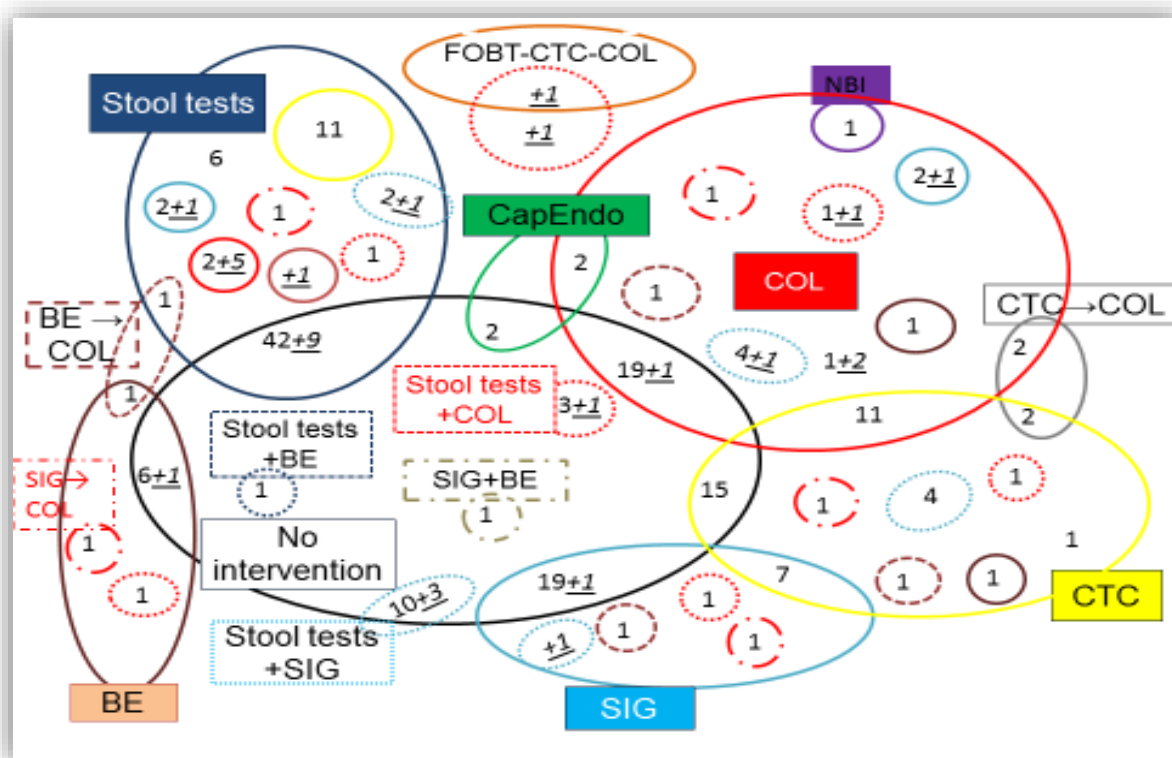 FOBT-CTC-COL
+1
+1
Stool tests
11
6
2+1
1
2+1
2+5
+1
1
NBI
1
2+1
1
1+1
CapEndo
2
2
COL
1
1
4+1
1+2
19+1
CTC→COL
2
2
BE →
COL
1
1
42+9
Stool tests
+COL
3+1
Stool tests
+BE
1
SIG+BE
1
11
15
SIG→
COL
6+1
1
1
No
intervention
1
4
1
1
1
1
CTC
10+3
Stool tests
+SIG
19+1
7
1
1
1
+1
BE
SIG